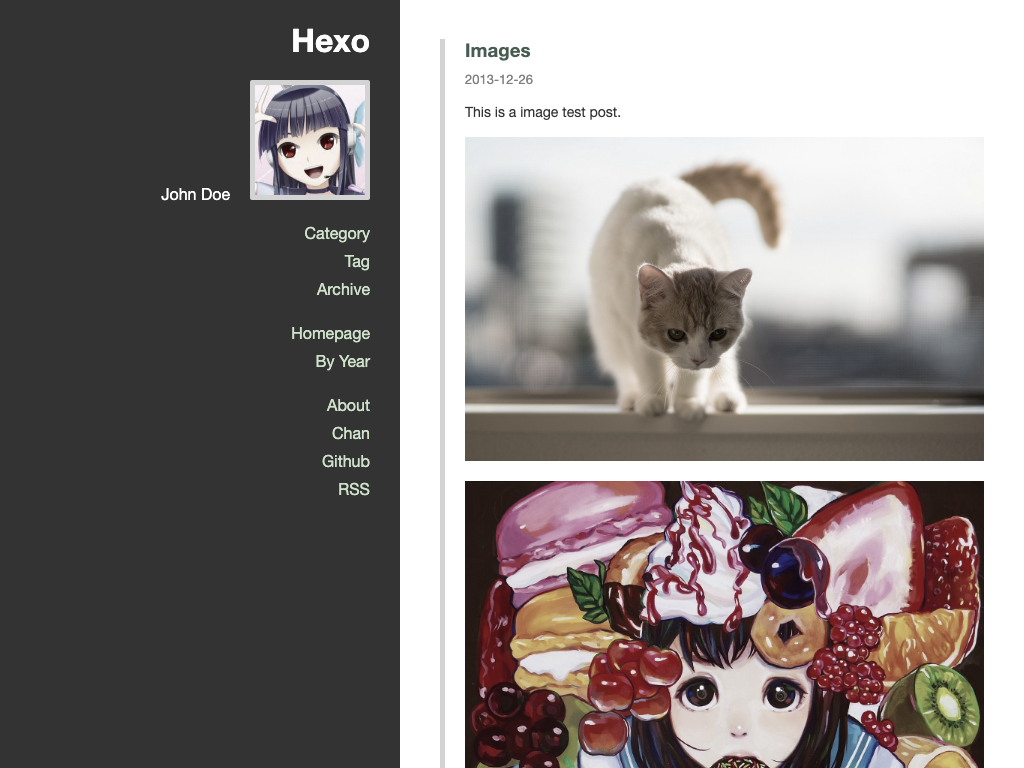 Hexo
John Doe
Category
Tag
Archive
Homepage
By Year
About
Chan
Github
RSS
Images
2013-12-26
This is a image test post.